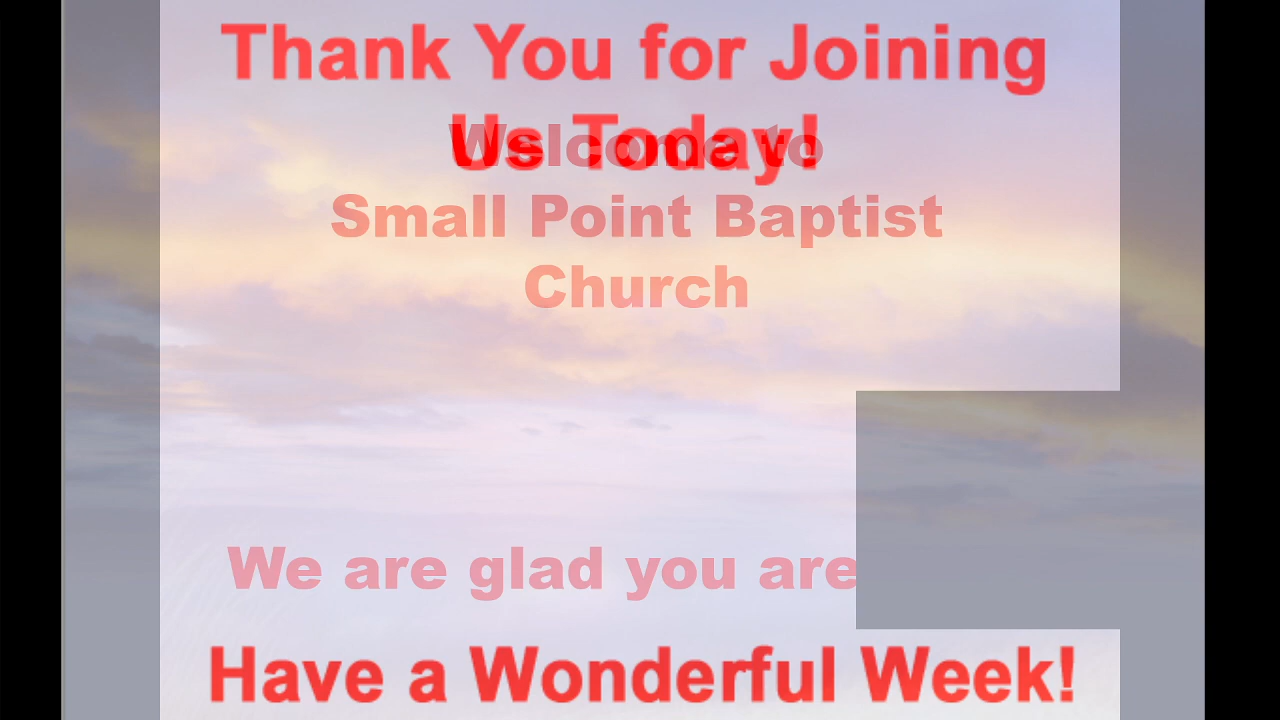 Thank You for Joining
Us Today!
Welcome to
Small Point Baptist
Church
We are glad you are
Have a Wonderful Week!